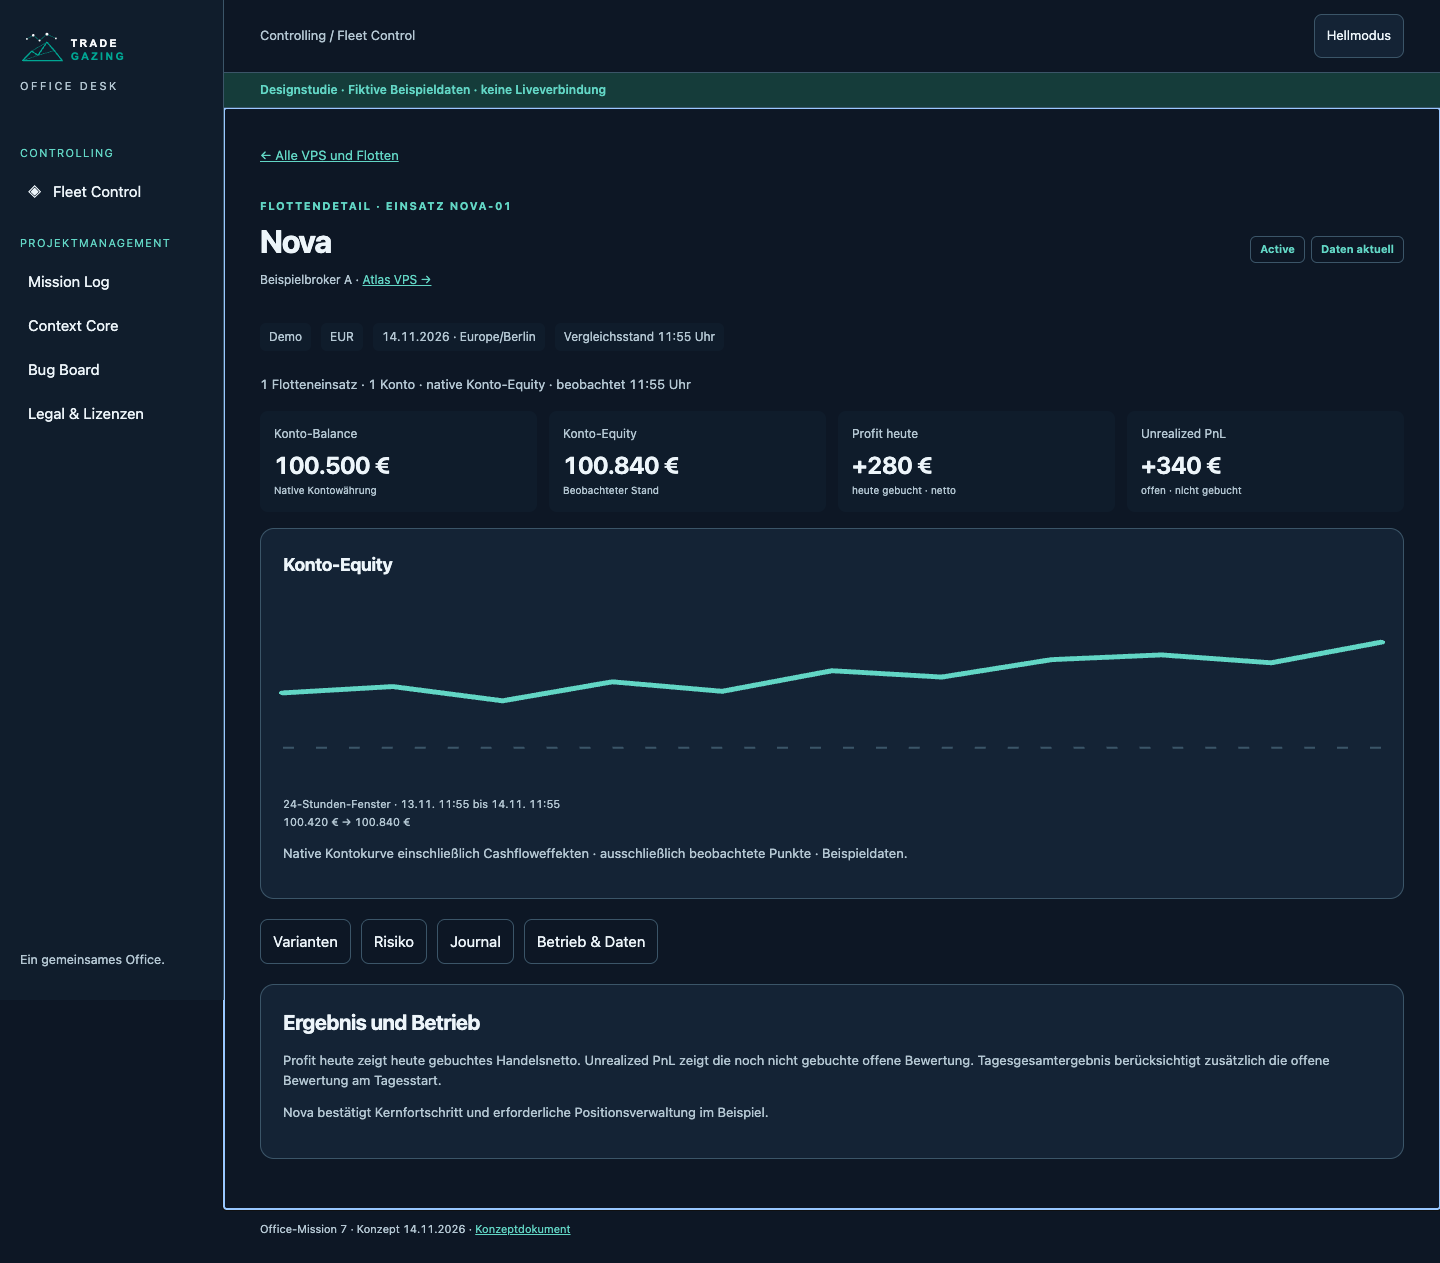 TRADE
GAZING
OFFICE DESK
CONTROLLING
Fleet Control
PROJEKTMANAGEMENT
Mission Log
Context Core
Bug Board
Legal & Lizenzen
Ein gemeinsames Office.
Controlling / Fleet Control
Hellmodus
Designstudie · Fiktive Beispieldaten · keine Liveverbindung
← Alle VPS und Flotten
FLOTTENDETAIL · EINSATZ NOVA-01
Nova
Active
Daten aktuell
Beispielbroker A · Atlas VPS →
Demo
EUR
14.11.2026 · Europe/Berlin
Vergleichsstand 11:55 Uhr
1 Flotteneinsatz · 1 Konto · native Konto-Equity · beobachtet 11:55 Uhr
Konto-Balance
100.500 €
Native Kontowährung
Konto-Equity
100.840 €
Beobachteter Stand
Profit heute
+280 €
heute gebucht · netto
Unrealized PnL
+340 €
offen · nicht gebucht
Konto-Equity
24-Stunden-Fenster · 13.11. 11:55 bis 14.11. 11:55
100.420 € → 100.840 €
Native Kontokurve einschließlich Cashfloweffekten · ausschließlich beobachtete Punkte · Beispieldaten.
Varianten
Risiko
Journal
Betrieb & Daten
Ergebnis und Betrieb
Profit heute zeigt heute gebuchtes Handelsnetto. Unrealized PnL zeigt die noch nicht gebuchte offene Bewertung. Tagesgesamtergebnis berücksichtigt zusätzlich die offene
Bewertung am Tagesstart.
Nova bestätigt Kernfortschritt und erforderliche Positionsverwaltung im Beispiel.
Office-Mission 7 · Konzept 14.11.2026 · Konzeptdokument